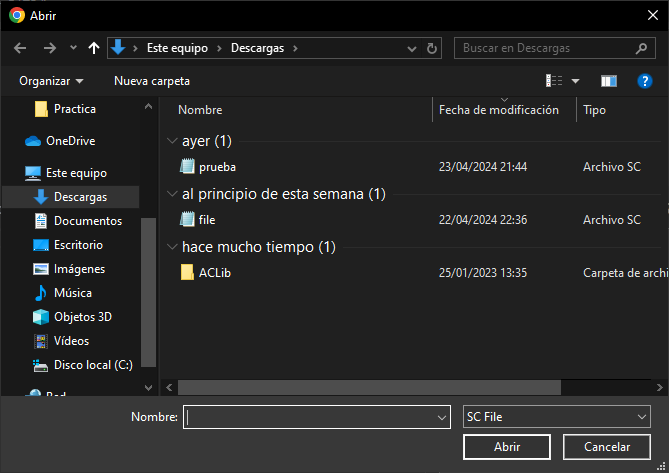 Abrir
Este equipo Descargas Buscar en Descargas
Organizar Nueva carpeta
Practica
OneDrive
Este equipo
Descargas
Documentos
Escritorio
Imágenes
Música
Objetos 3D
Vídeos
Disco local (C:)
Red
Nombre Fecha de modificación Tipo
ayer (1)
prueba 23/04/2024 21:44 Archivo SC
al principio de esta semana (1)
file 22/04/2024 22:36 Archivo SC
hace mucho tiempo (1)
ACLib 25/01/2023 13:35 Carpeta de archi
Nombre: SC File
Abrir Cancelar